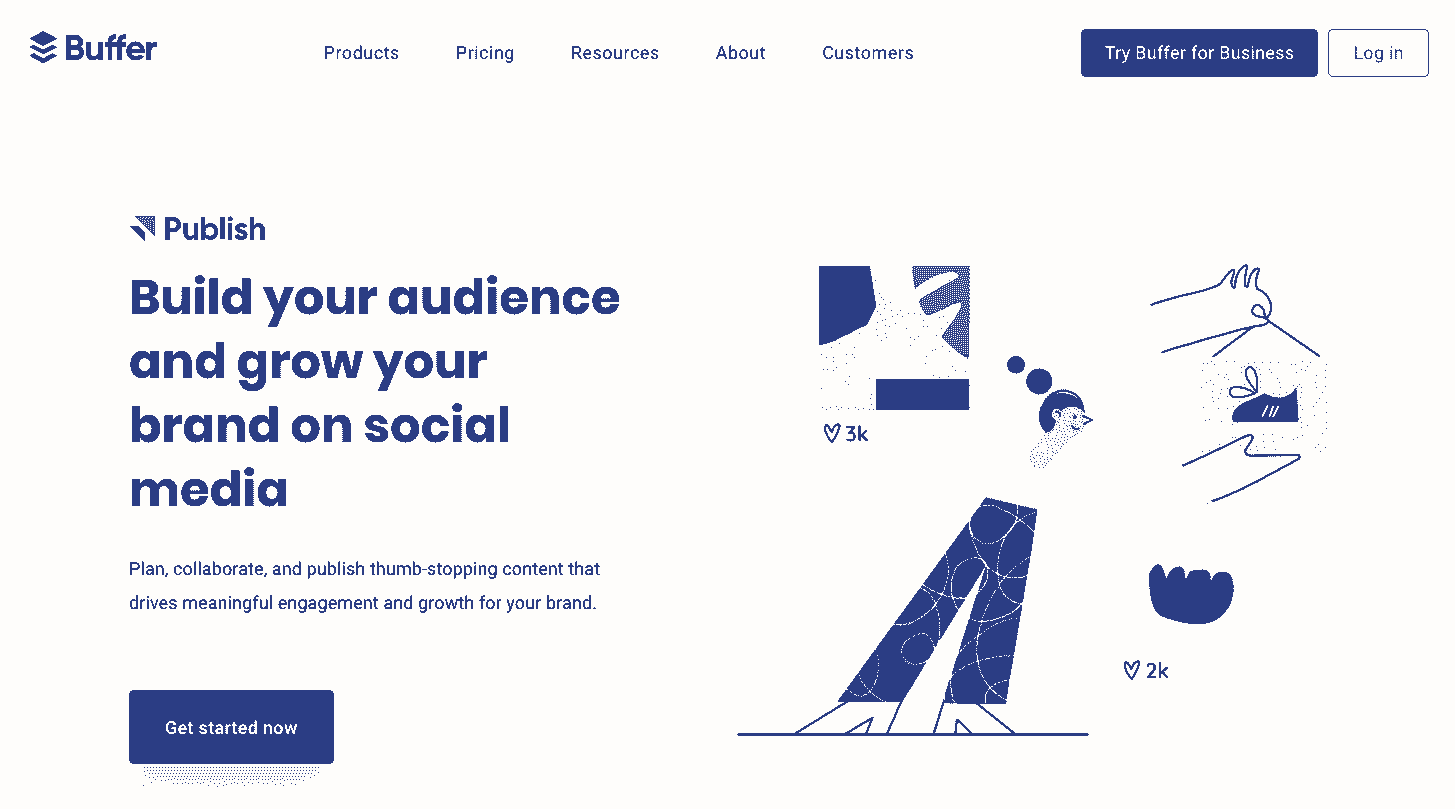 Buffer
Products
Pricing
Resources
About
Customers
Try Buffer for Business
Log in
Publish
Build your audience
and grow your
brand on social
media
Plan, collaborate, and publish thumb-stopping content that
drives meaningful engagement and growth for your brand.
Get started now
3k
2k